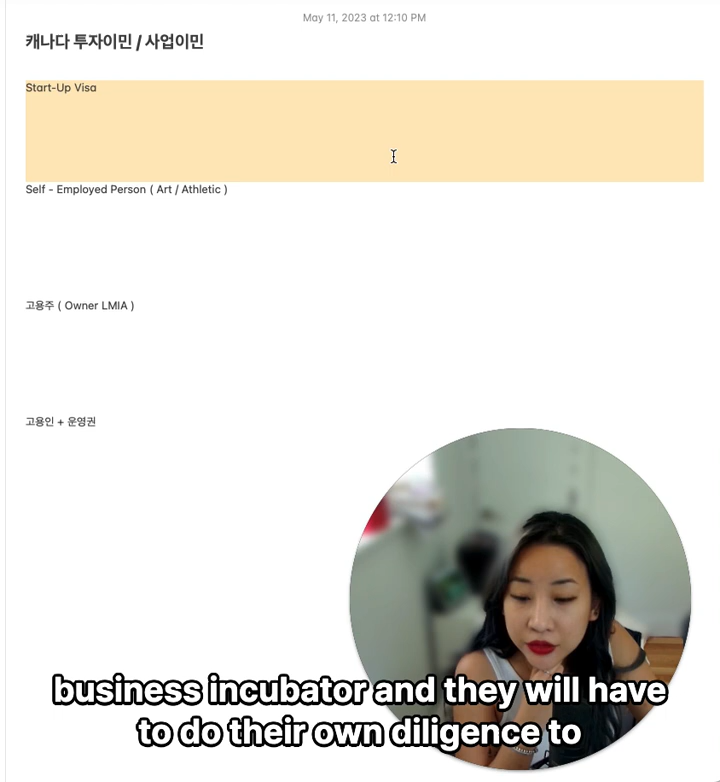 May 11, 2023 at 12:10 PM
캐나다 투자이민 / 사업이민
Start-Up Visa
Self - Employed Person ( Art / Athletic )
고용주 ( Owner LMIA )
고용인 + 운영권
business incubator and they will have
to do their own diligence to